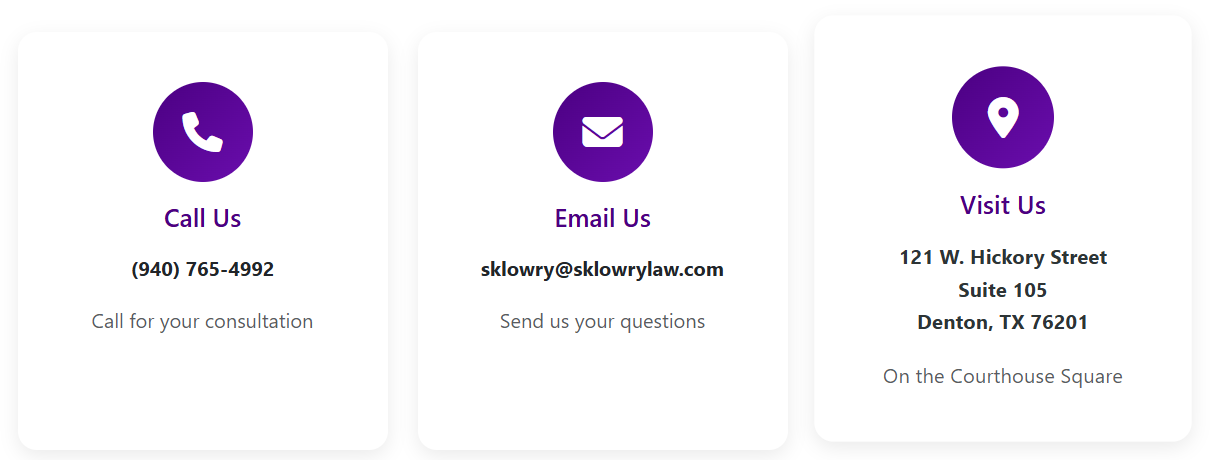 Call Us
(940) 765-4992
Call for your consultation
Email Us
sklowry@sklowrylaw.com
Send us your questions
Visit Us
121 W. Hickory Street
Suite 105
Denton, TX 76201
On the Courthouse Square